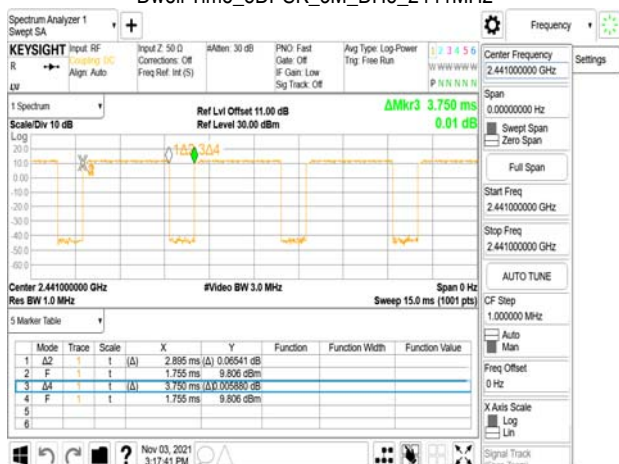 Dwell Time_8DPSK_3M_DH5_2441MHz
Spectrum Analyzer 1
Swept SA
Frequency
KEYSIGHT
Input: RF
Input Z: 50 Ω
#Atten: 30 dB
PNO: Fast
Avg Type: Log-Power
1 2 3 4 5 6
R
Coupling: DC
Corrections: Off
Gate: Off
Trig: Free Run
W W W W W W
Align: Auto
Freq Ref: Int (S)
IF Gain: Low
Sig Track: Off
P N N N N N
Center Frequency
2.441000000 GHz
Settings
Span
0.00000000 Hz
Swept Span
Zero Span
Full Span
Start Freq
2.441000000 GHz
Stop Freq
2.441000000 GHz
AUTO TUNE
CF Step
1.000000 MHz
Auto
Man
Freq Offset
0 Hz
X Axis Scale
Log
Lin
Signal Track
1 Spectrum
Ref Lvl Offset 11.00 dB
ΔMkr3 3.750 ms
Scale/Div 10 dB
Ref Level 30.00 dBm
0.01 dB
Log
20.0
10.0
0.00
-10.0
-20.0
-30.0
-40.0
-50.0
-60.0
3Δ4
Center 2.441000000 GHz
#Video BW 3.0 MHz
Span 0 Hz
Res BW 1.0 MHz
Sweep 15.0 ms (1001 pts)
5 Marker Table
Mode Trace Scale X Y Function Function Width Function Value
1 Δ2 1 t (Δ) 2.895 ms (Δ) 0.06541 dB
2 F 1 t 1.755 ms 9.806 dBm
3 Δ4 1 t (Δ) 3.750 ms (Δ) 0.005880 dB
4 F 1 t 1.755 ms 9.806 dBm
5
6
Nov 03, 2021
3:17:41 PM